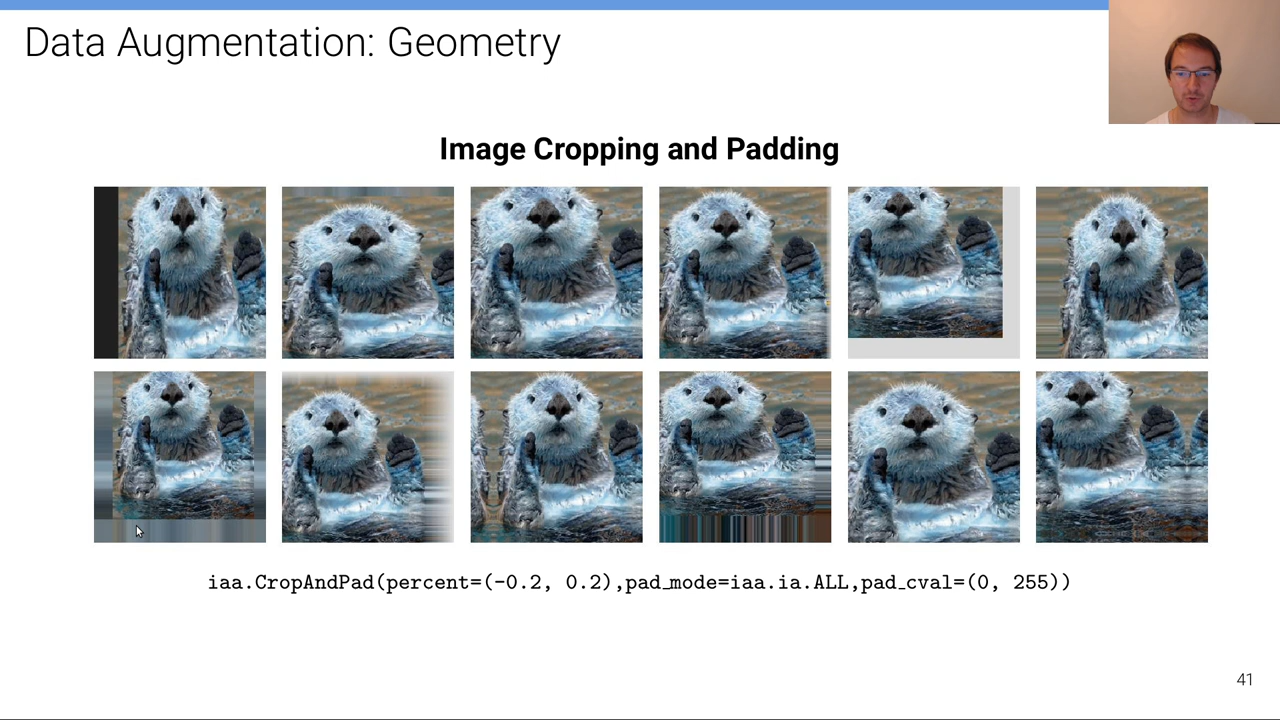 Data Augmentation: Geometry
Image Cropping and Padding
iaa.CropAndPad(percent=(-0.2, 0.2),pad_mode=iaa.ia.ALL,pad_cval=(0, 255))
41